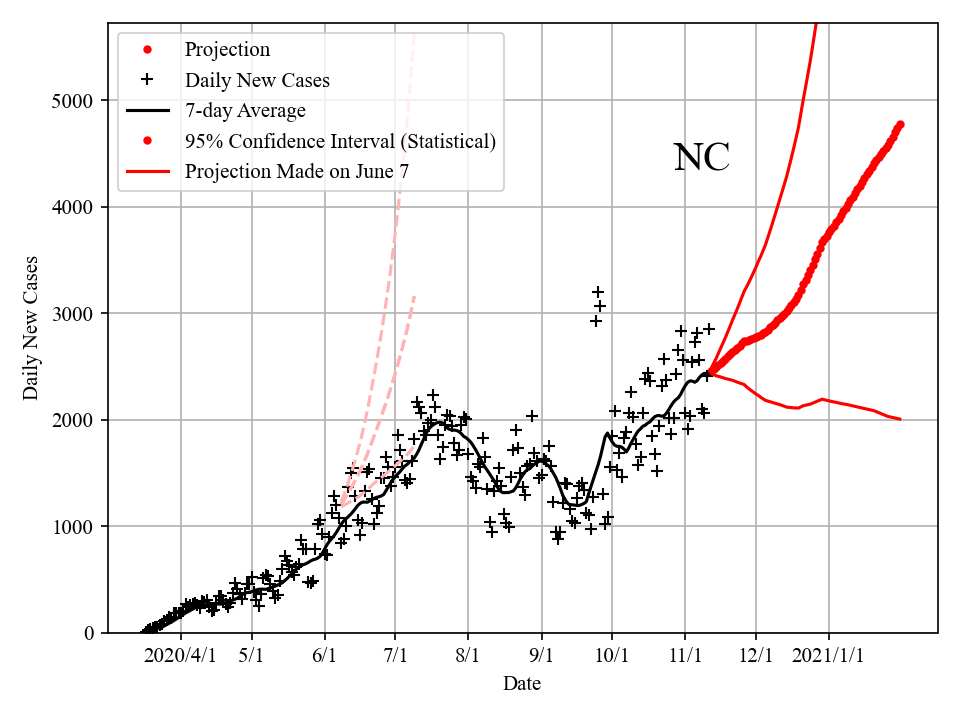 Projection
Daily New Cases
7-day Average
95% Confidence Interval (Statistical)
Projection Made on June 7
NC
5000
4000
3000
2000
1000
0
Daily New Cases
2020/4/1 5/1 6/1 7/1 8/1 9/1 10/1 11/1 12/1 2021/1/1
Date